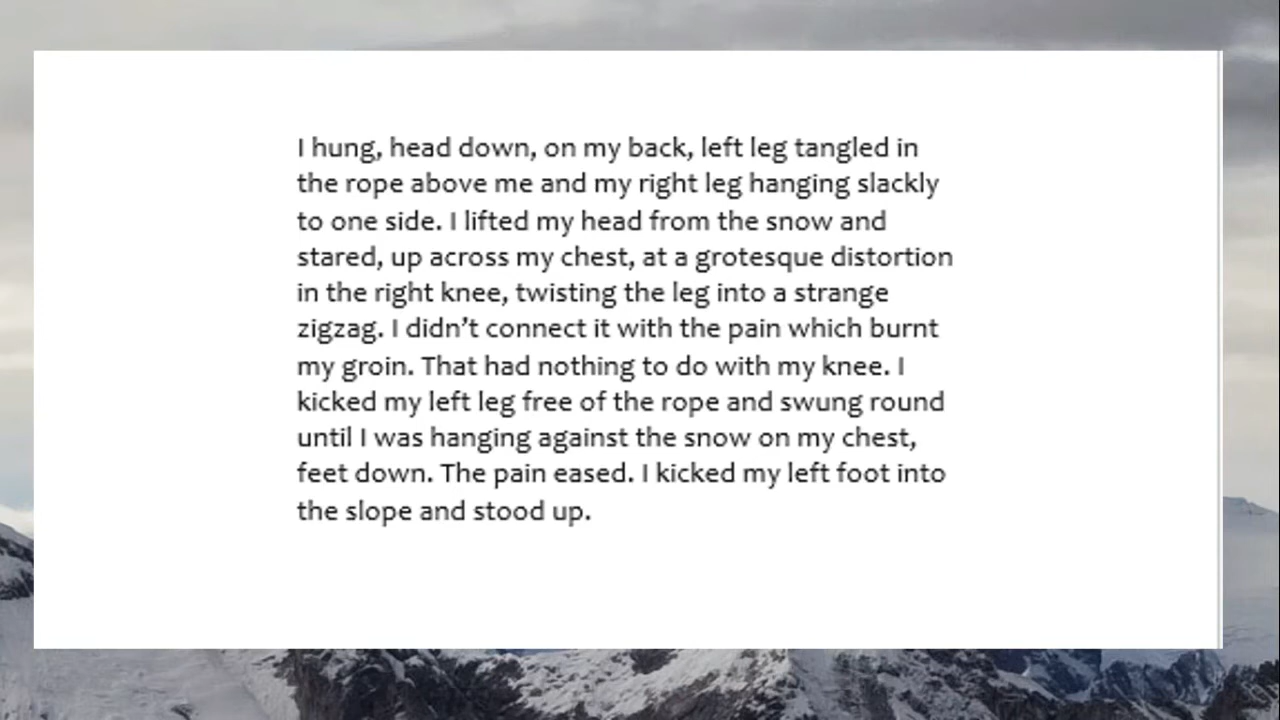 I hung, head down, on my back, left leg tangled in
the rope above me and my right leg hanging slackly
to one side. I lifted my head from the snow and
stared, up across my chest, at a grotesque distortion
in the right knee, twisting the leg into a strange
zigzag. I didn’t connect it with the pain which burnt
my groin. That had nothing to do with my knee. I
kicked my left leg free of the rope and swung round
until I was hanging against the snow on my chest,
feet down. The pain eased. I kicked my left foot into
the slope and stood up.